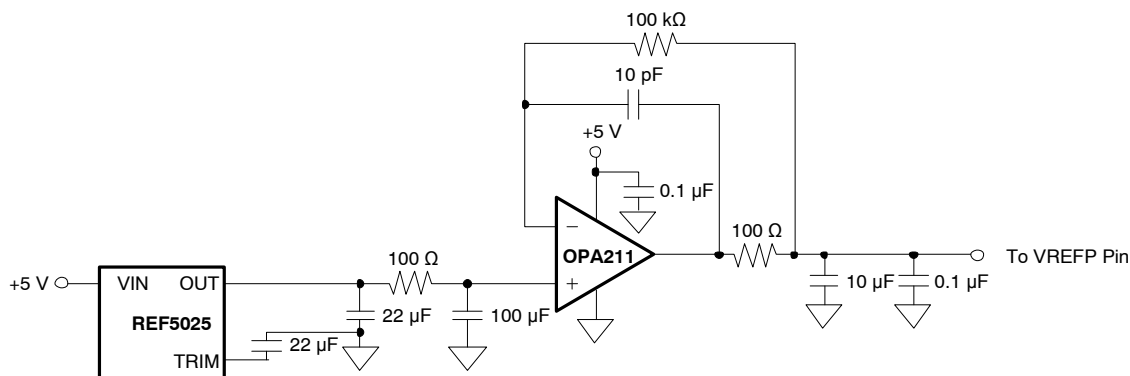 100 kΩ
10 pF
+5 V
0.1 µF
OPA211
100 Ω
To VREFP Pin
10 µF
0.1 µF
+5 V
VIN
OUT
REF5025
TRIM
100 Ω
22 µF
100 µF
22 µF